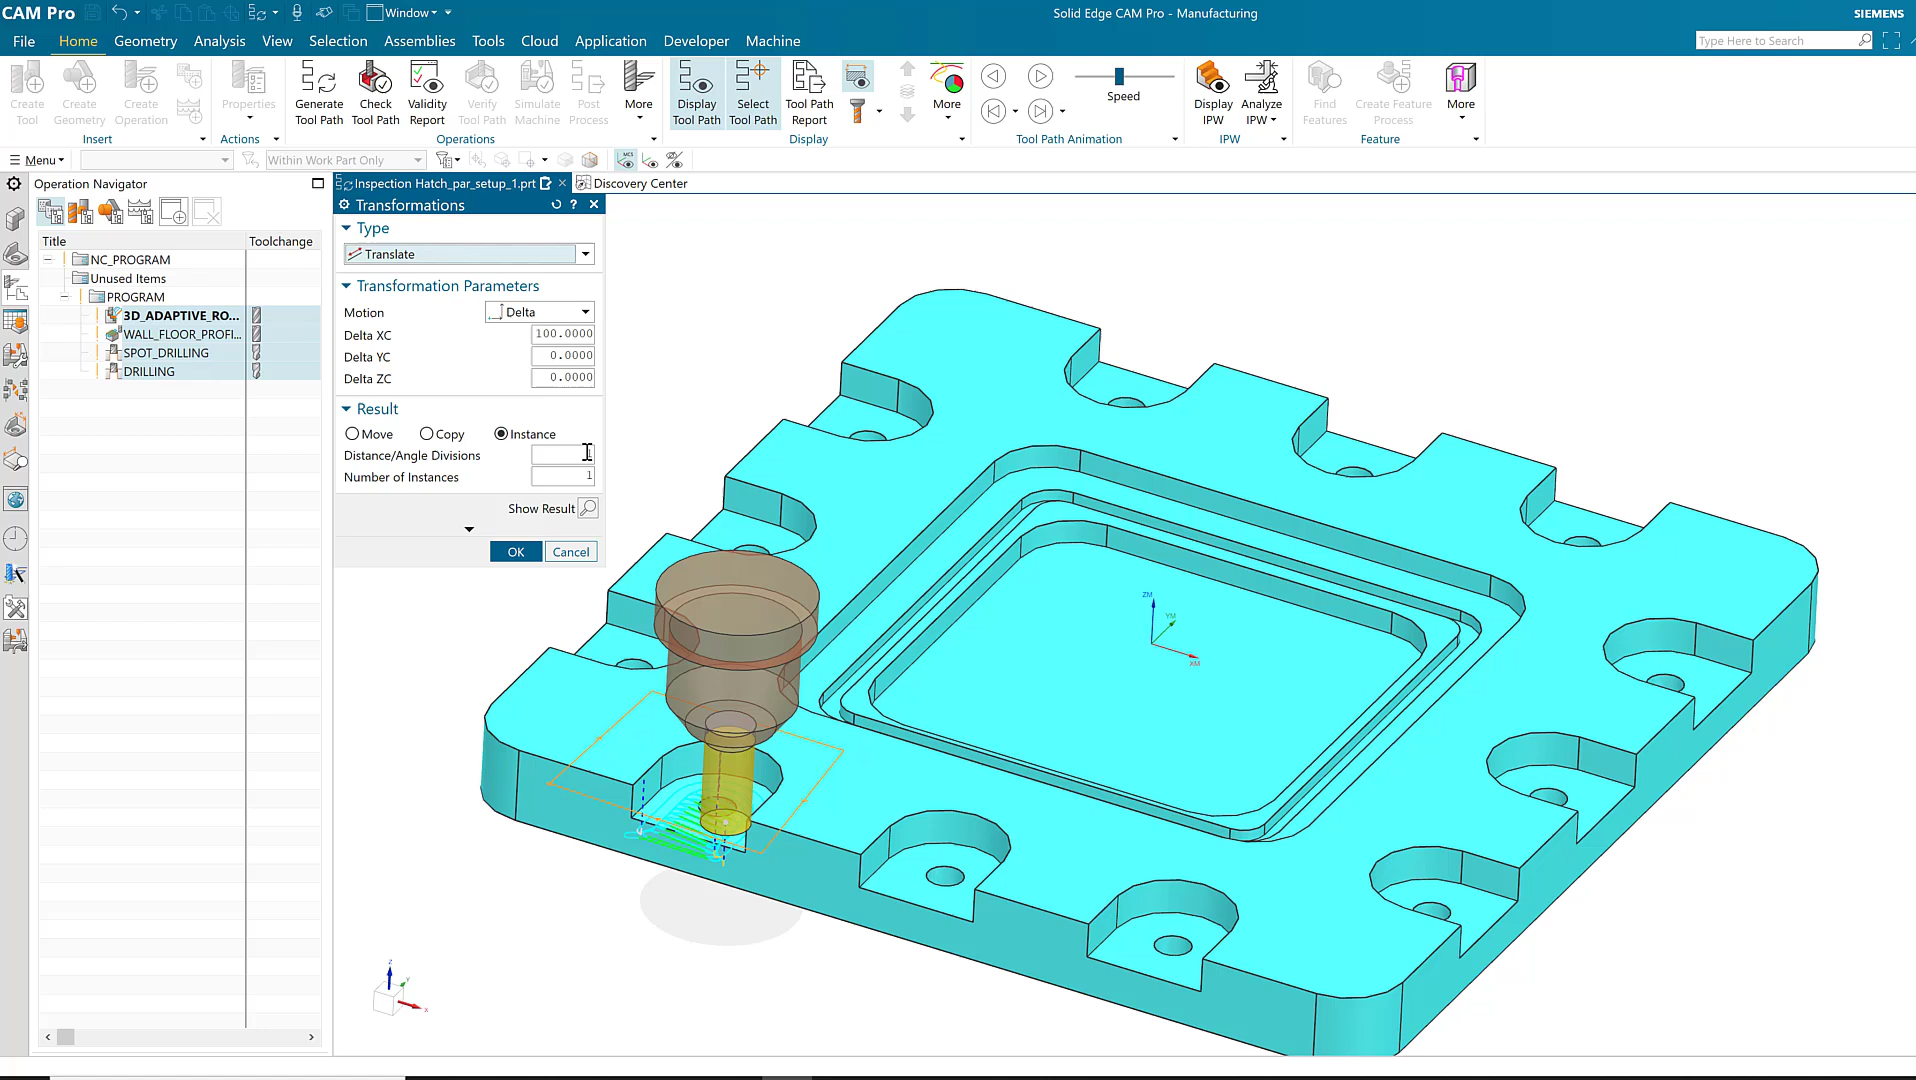 CAM Pro
Window
Solid Edge CAM Pro - Manufacturing
SIEMENS
File Home Geometry Analysis View Selection Assemblies Tools Cloud Application Developer Machine
Type Here to Search
Create Tool
Create Geometry
Create Operation
Properties
Generate Tool Path
Check Tool Path
Validity Report
Verify Tool Path
Simulate Machine
Post Process
More
Display Tool Path
Select Tool Path
Tool Path Report
More
Speed
Display IPW
Analyze IPW
Find Features
Create Feature Process
More
Insert
Actions
Operations
Display
Tool Path Animation
IPW
Feature
Menu
Within Work Part Only
MCS
Operation Navigator
Inspection Hatch_par_setup_1.prt
Discovery Center
Title Toolchange
NC_PROGRAM
Unused Items
PROGRAM
3D_ADAPTIVE_RO...
WALL_FLOOR_PROFI...
SPOT_DRILLING
DRILLING
Transformations
?
Type
Translate
Transformation Parameters
Motion Delta
Delta XC 100.0000
Delta YC 0.0000
Delta ZC 0.0000
Result
Move Copy Instance
Distance/Angle Divisions
Number of Instances 1
Show Result
OK Cancel
ZM
YM
XM
Z
Y
X